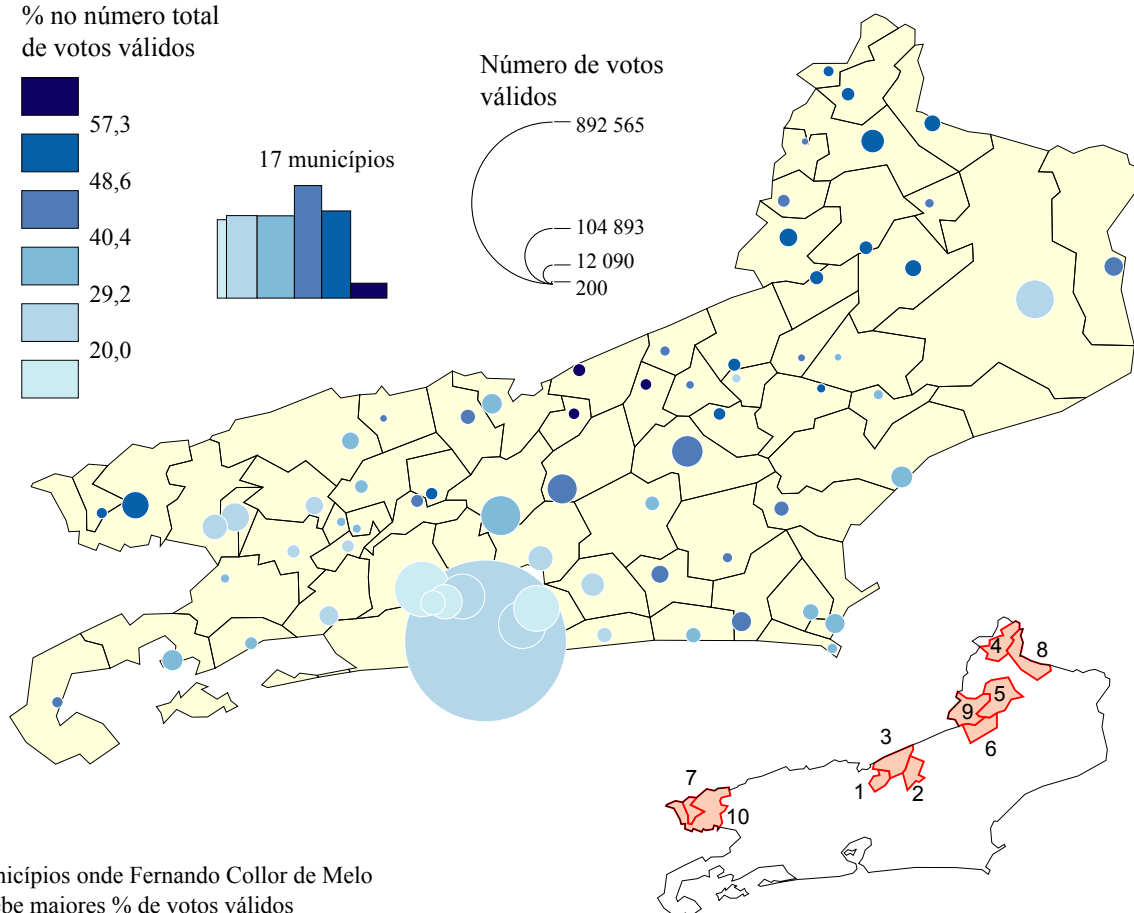 % no número total
de votos válidos
57,3
48,6
40,4
29,2
20,0
17 municípios
Número de votos
válidos
892 565
104 893
12 090
200
4
8
5
9
6
3
1
2
7
10
nicípios onde Fernando Collor de Melo
ebe maiores % de votos válidos